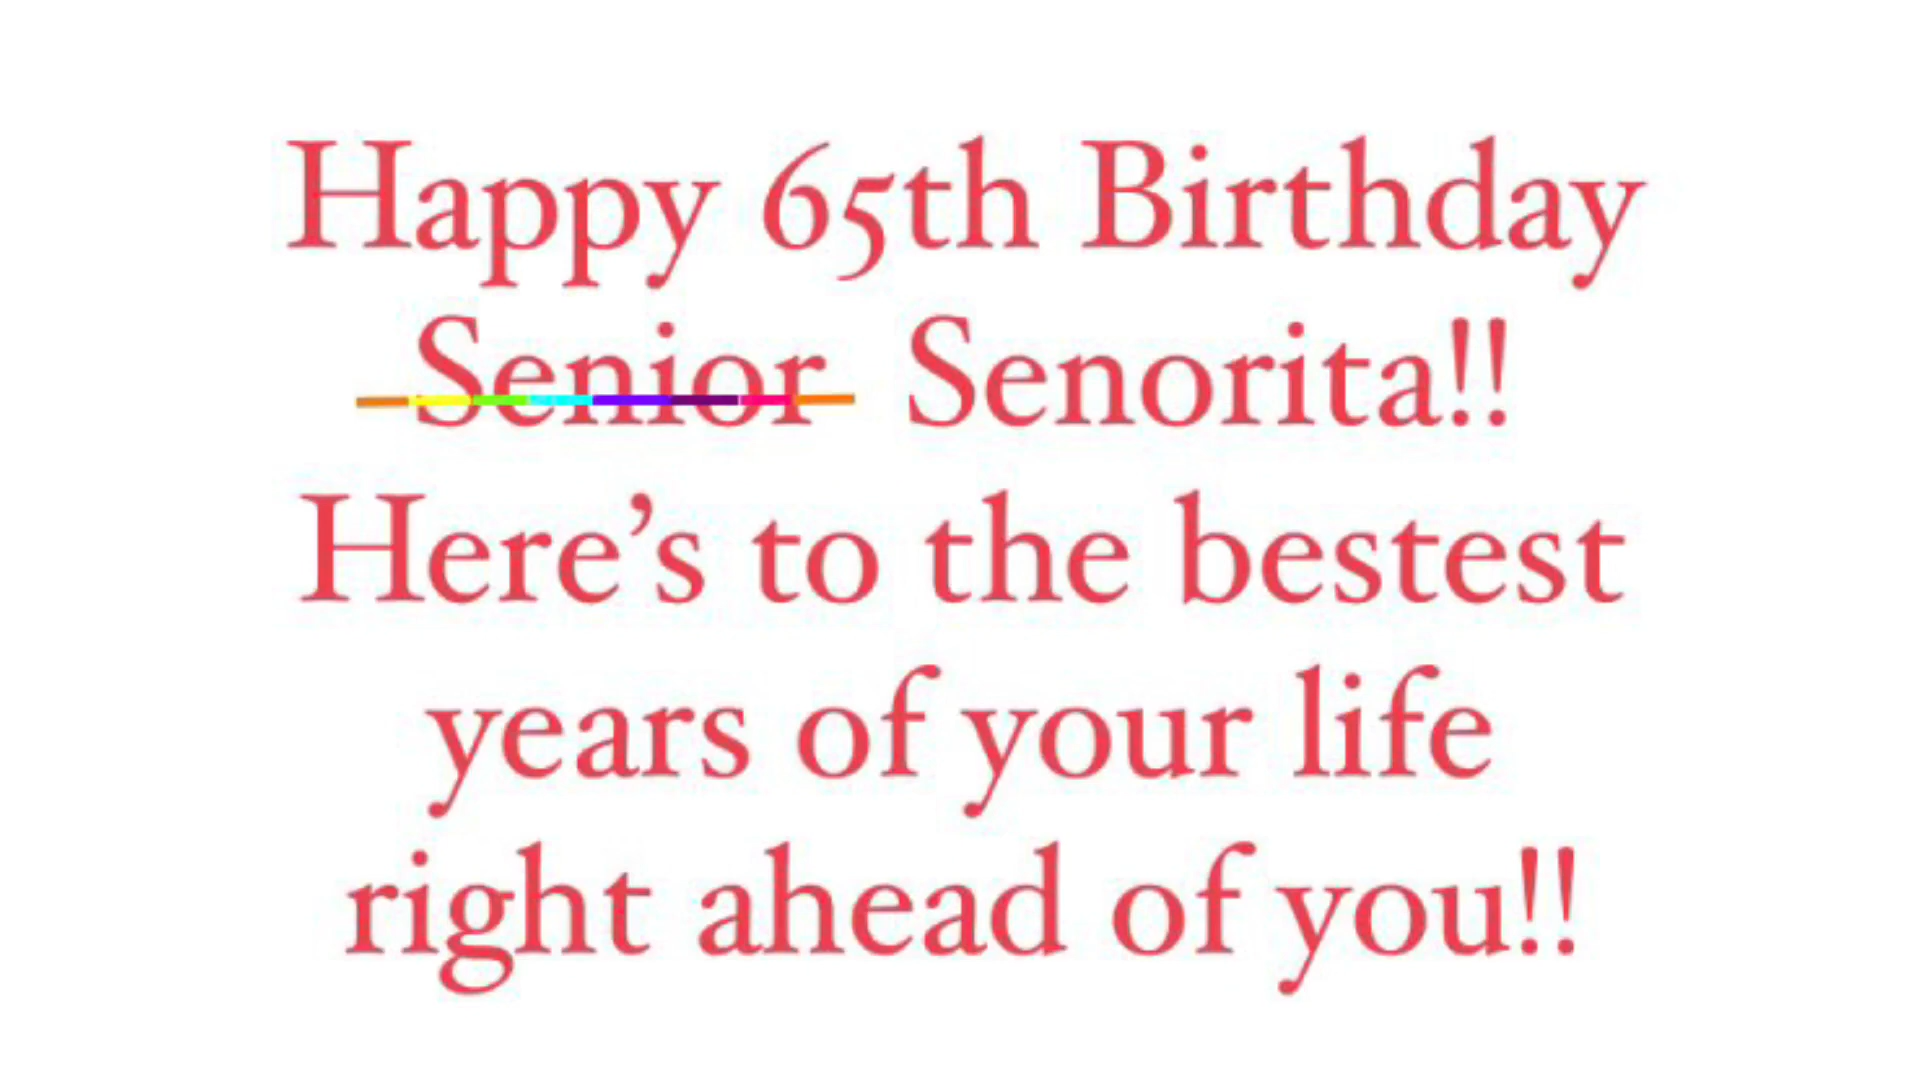 Happy 65th Birthday
Senior Senorita!!
Here’s to the bestest
years of your life
right ahead of you!!